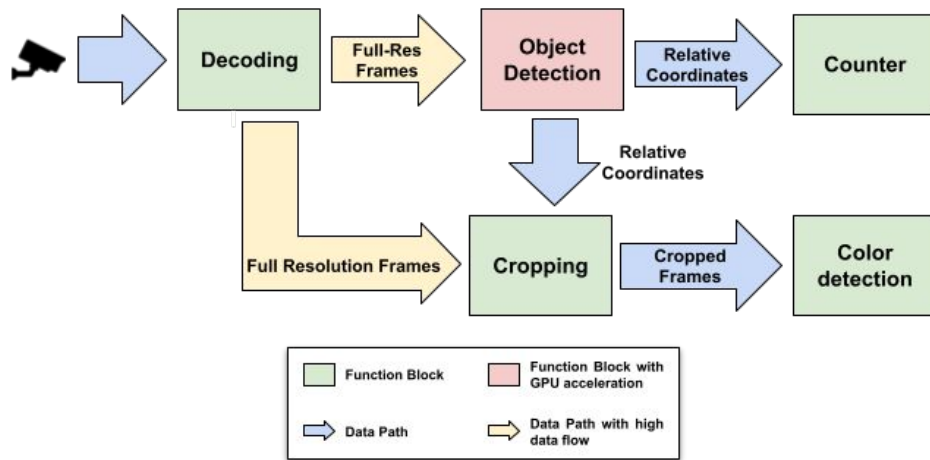 Decoding
Full-Res
Frames
Object
Detection
Relative
Coordinates
Counter
Relative
Coordinates
Full Resolution Frames
Cropping
Cropped
Frames
Color
detection
Function Block
Function Block with
GPU acceleration
Data Path
Data Path with high
data flow